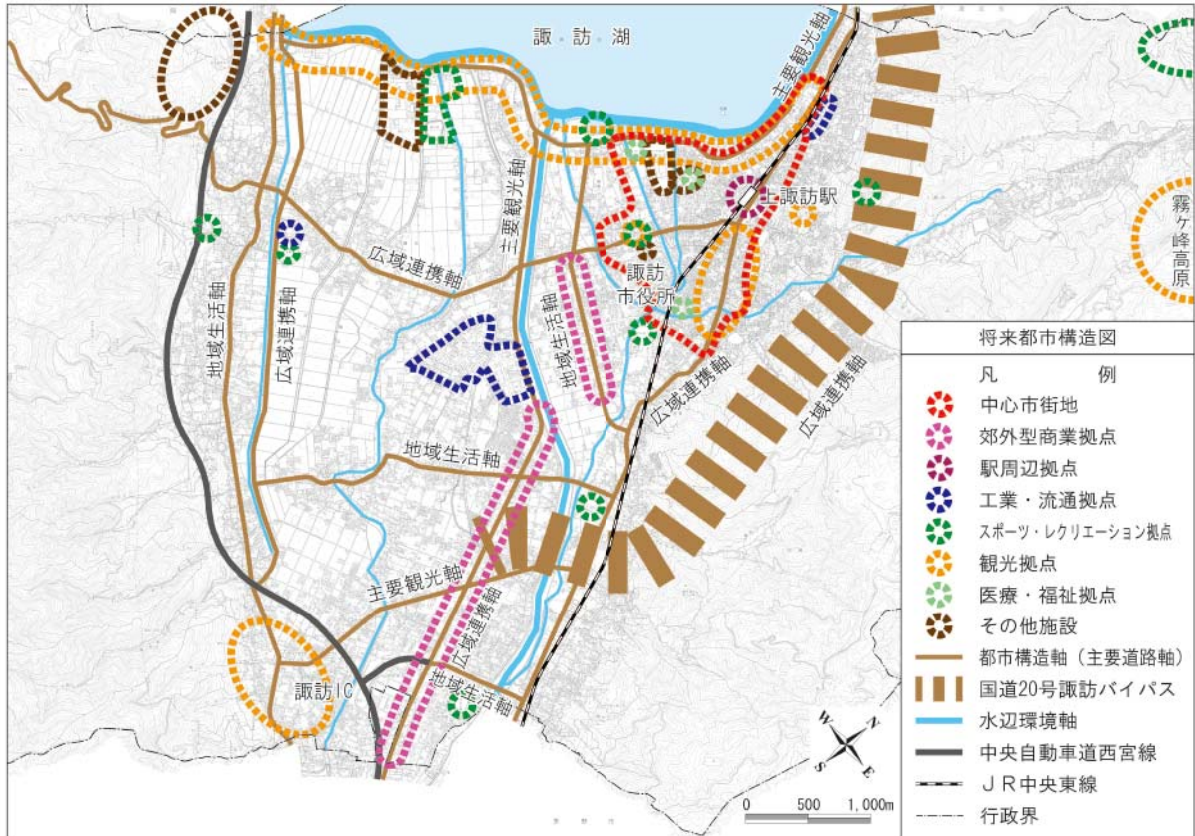 諏訪湖
主要観光軸
上諏訪駅
霧ヶ峰高原
主要観光軸
広域連携軸
諏訪
市役所
地域生活軸
広域連携軸
地域生活軸
広域連携軸
広域連携軸
地域生活軸
主要観光軸
広域連携軸
諏訪IC
地域生活軸
将来都市構造図
凡 例
中心市街地
郊外型商業拠点
駅周辺拠点
工業・流通拠点
スポーツ・レクリエーション拠点
観光拠点
医療・福祉拠点
その他施設
都市構造軸(主要道路軸)
国道20号諏訪バイパス
水辺環境軸
中央自動車道西宮線
JR中央東線
行政界
W N
S E
0 500 1,000m